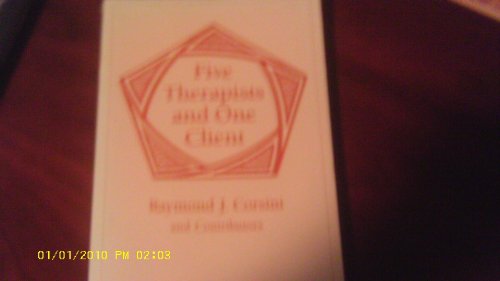 Five
Therapists
and One
Client
Raymond J. Corsini
and Contributors
01/01/2010 PM 02:03